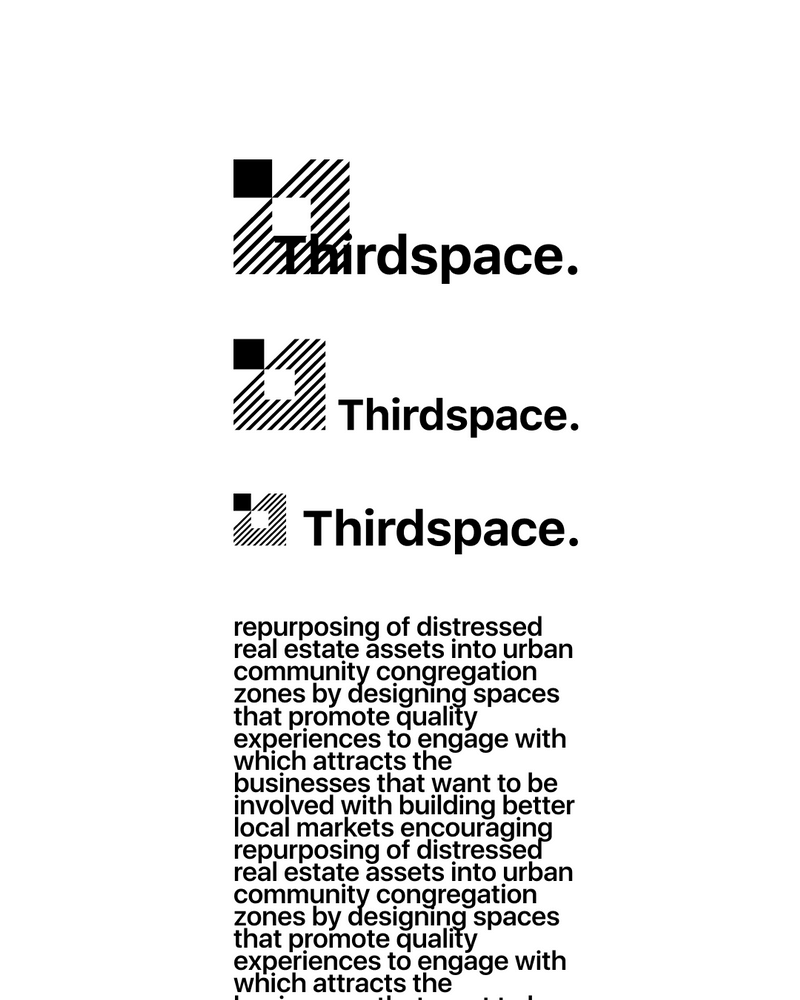 Thirdspace.
Thirdspace.
Thirdspace.
repurposing of distressed
real estate assets into urban
community congregation
zones by designing spaces
that promote quality
experiences to engage with
which attracts the
businesses that want to be
involved with building better
local markets encouraging
repurposing of distressed
real estate assets into urban
community congregation
zones by designing spaces
that promote quality
experiences to engage with
which attracts the